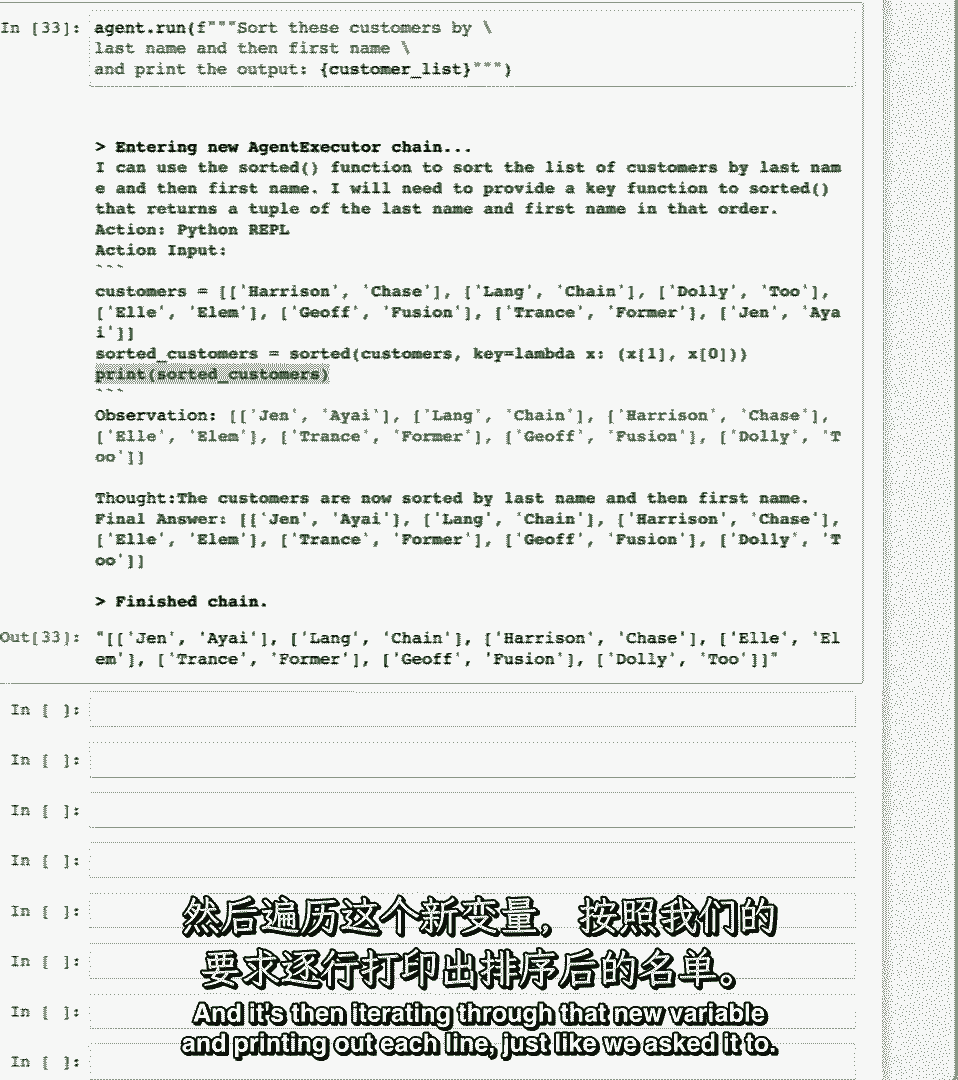 In [33]: agent.run(f"""Sort these customers by \
last name and then first name \
and print the output: {customer_list}""")
> Entering new AgentExecutor chain...
I can use the sorted() function to sort the list of customers by last nam
e and then first name. I will need to provide a key function to sorted()
that returns a tuple of the last name and first name in that order.
Action: Python REPL
Action Input:
```
customers = [['Harrison', 'Chase'], ['Lang', 'Chain'], ['Dolly', 'Too'],
['Elle', 'Elem'], ['Geoff', 'Fusion'], ['Trance', 'Former'], ['Jen', 'Aya
i']]
sorted_customers = sorted(customers, key=lambda x: (x[1], x[0]))
print(sorted_customers)
```
Observation: [['Jen', 'Ayai'], ['Lang', 'Chain'], ['Harrison', 'Chase'],
['Elle', 'Elem'], ['Trance', 'Former'], ['Geoff', 'Fusion'], ['Dolly', 'T
oo']]
Thought:The customers are now sorted by last name and then first name.
Final Answer: [['Jen', 'Ayai'], ['Lang', 'Chain'], ['Harrison', 'Chase'],
['Elle', 'Elem'], ['Trance', 'Former'], ['Geoff', 'Fusion'], ['Dolly', 'T
oo']]
> Finished chain.
Out[33]: "[['Jen', 'Ayai'], ['Lang', 'Chain'], ['Harrison', 'Chase'], ['Elle', 'El
em'], ['Trance', 'Former'], ['Geoff', 'Fusion'], ['Dolly', 'Too']]"
In [ ]:
In [ ]:
In [ ]:
In [ ]:
In [ ]:
In [ ]:
In [ ]:
In [ ]:
然后遍历这个新变量，按照我们的
要求逐行打印出排序后的名单。
And it's then iterating through that new variable
and printing out each line, just like we asked it to.